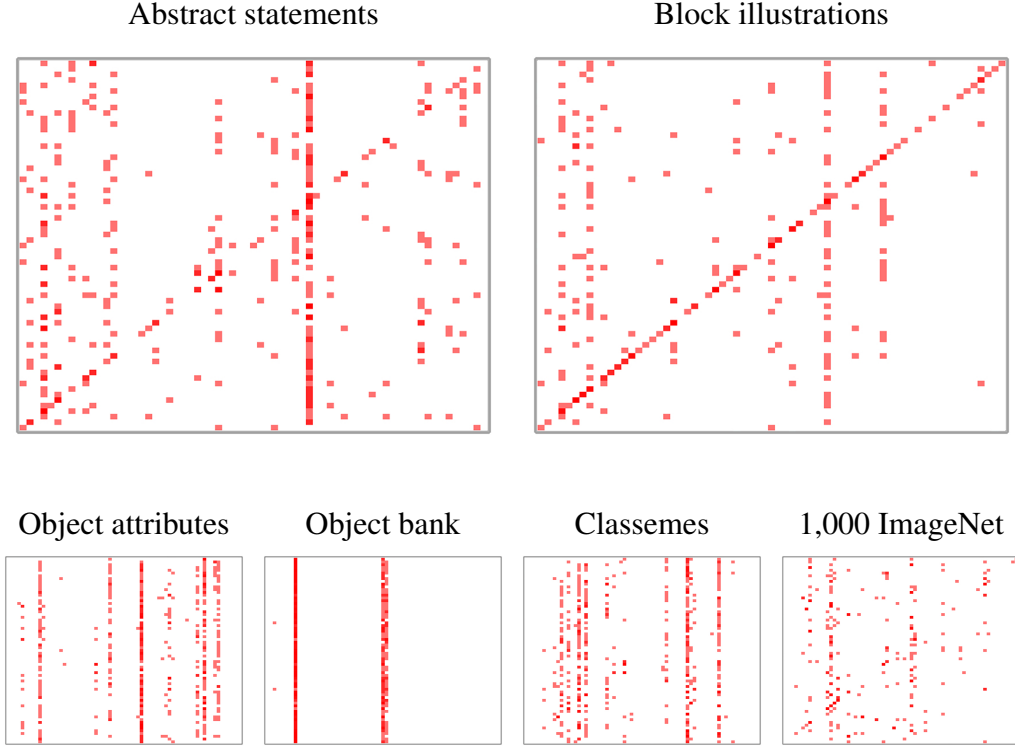 Abstract statements
Block illustrations
Object attributes
Object bank
Classemes
1,000 ImageNet